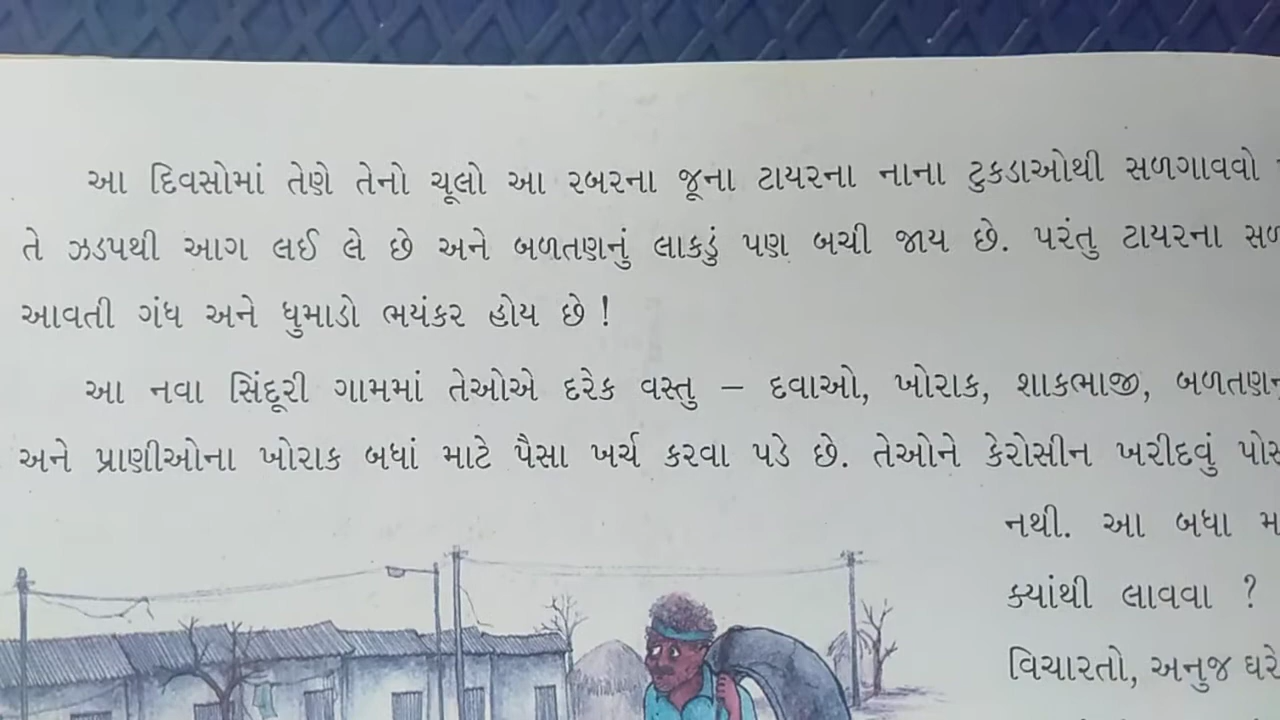 આ દિવસોમાં તેણે તેનો ચૂલો આ રબરના જૂના ટાયરના નાના ટુકડાઓથી સળગાવવો
તે ઝડપથી આગ લઈ લે છે અને બળતણનું લાકડું પણ બચી જાય છે. પરંતુ ટાયરના
આવતી ગંધ અને ધુમાડો ભયંકર હોય છે !
આ નવા સિંદૂરી ગામમાં તેઓએ દરેક વસ્તુ – દવાઓ, ખોરાક, શાકભાજી,
અને પ્રાણીઓના ખોરાક બધાં માટે પૈસા ખર્ચ કરવા પડે છે. તેઓને કેરોસીન ખરીદવું
નથી. આ બધા
ક્યાંથી લાવવા ?
વિચારતો, અનુજ ઘરે